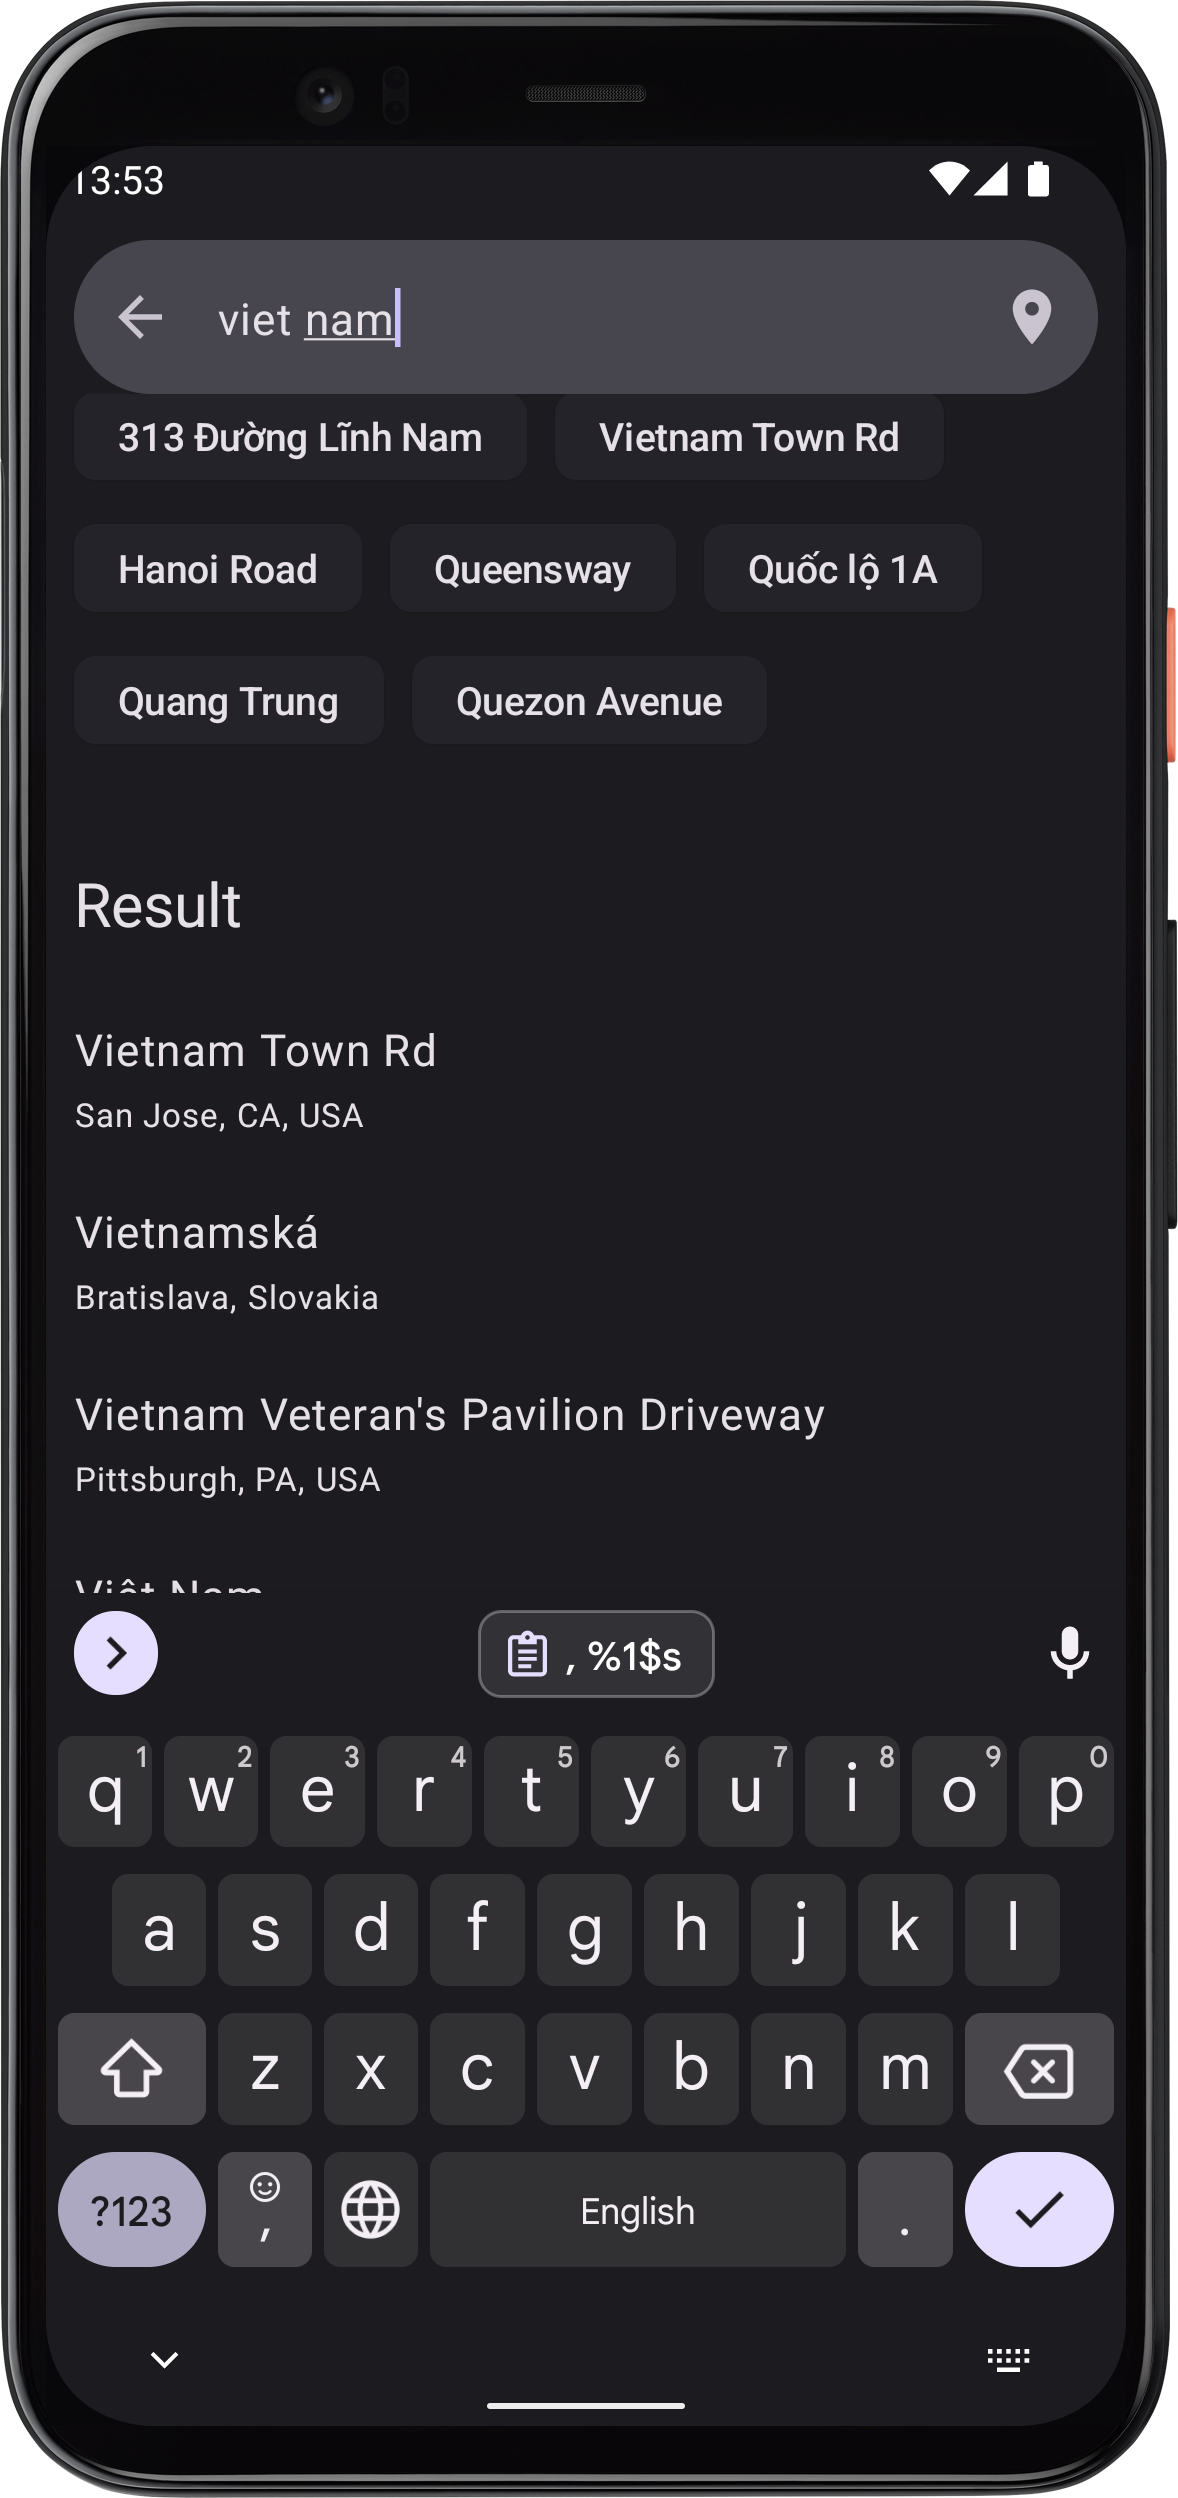 13:53
viet nam
313 Đường Lĩnh Nam Vietnam Town Rd
Hanoi Road Queensway Quốc lộ 1A
Quang Trung Quezon Avenue
Result
Vietnam Town Rd
San Jose, CA, USA
Vietnamská
Bratislava, Slovakia
Vietnam Veteran's Pavilion Driveway
Pittsburgh, PA, USA
Việt Nam
, %1$s
q 1 w 2 e 3 r 4 t 5 y 6 u 7 i 8 o 9 p 0
a s d f g h j k l
z x c v b n m
?123 , English .